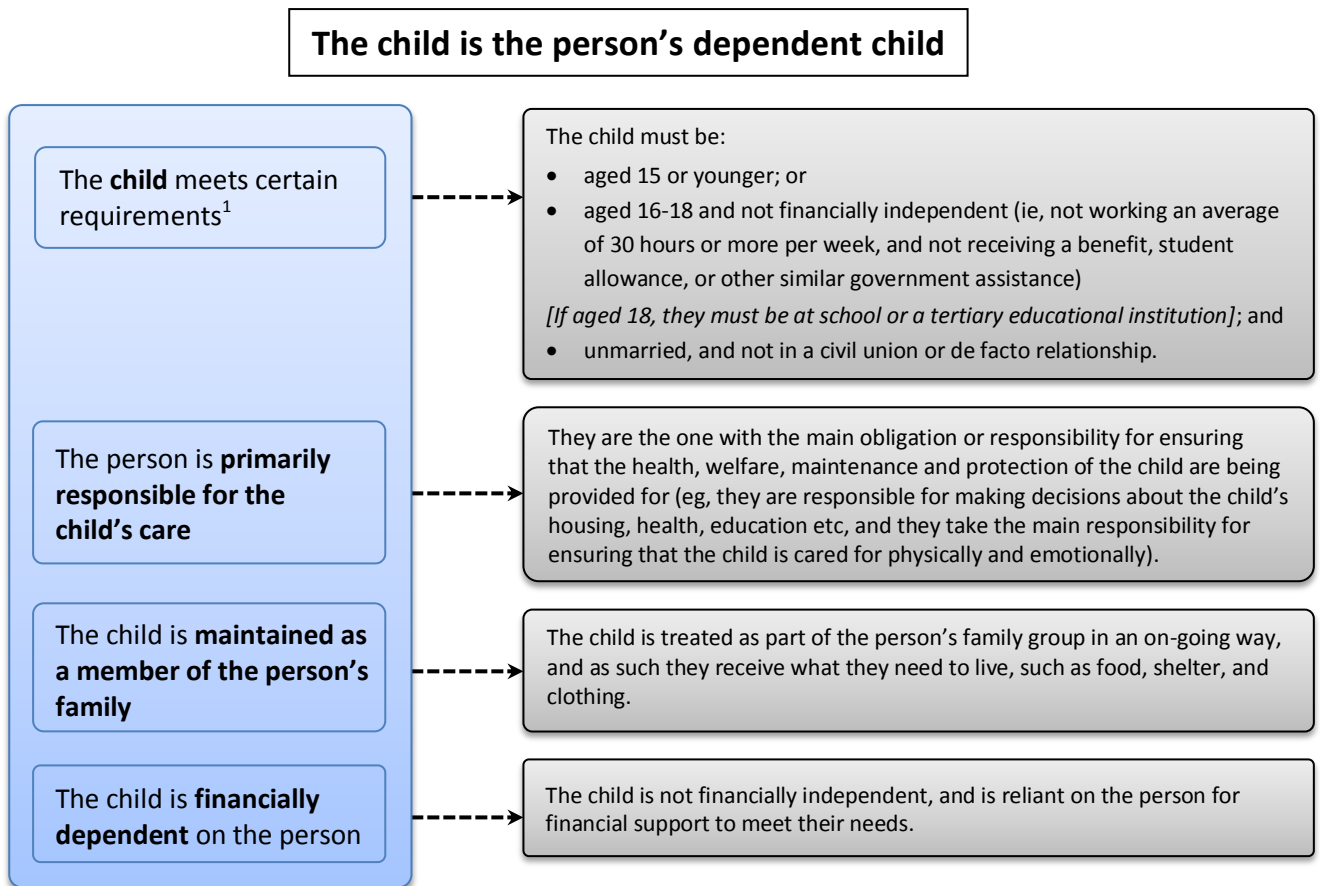 The child is the person’s dependent child
The child meets certain
requirements1
The child must be:
• aged 15 or younger; or
• aged 16-18 and not financially independent (ie, not working an average
of 30 hours or more per week, and not receiving a benefit, student
allowance, or other similar government assistance)
[If aged 18, they must be at school or a tertiary educational institution]; and
• unmarried, and not in a civil union or de facto relationship.
The person is primarily
responsible for the
child’s care
They are the one with the main obligation or responsibility for ensuring
that the health, welfare, maintenance and protection of the child are being
provided for (eg, they are responsible for making decisions about the child’s
housing, health, education etc, and they take the main responsibility for
ensuring that the child is cared for physically and emotionally).
The child is maintained as
a member of the person’s
family
The child is treated as part of the person’s family group in an on-going way,
and as such they receive what they need to live, such as food, shelter, and
clothing.
The child is financially
dependent on the person
The child is not financially independent, and is reliant on the person for
financial support to meet their needs.